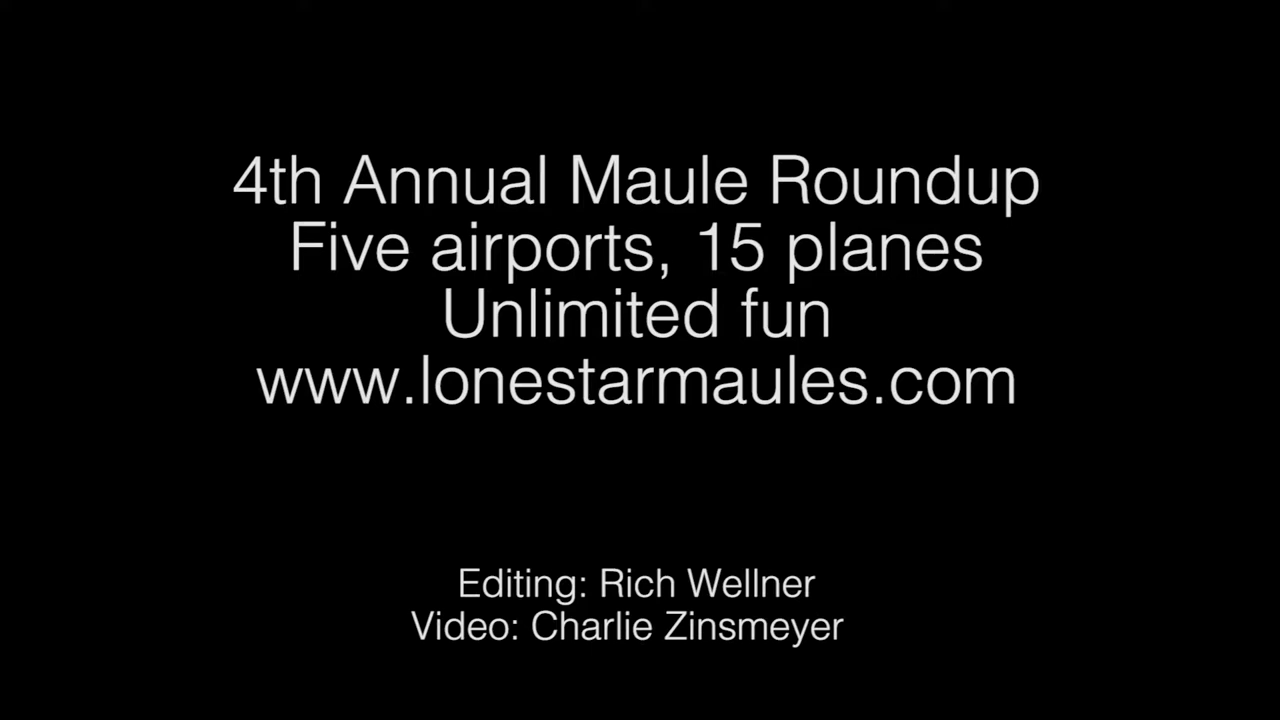 4th Annual Maule Roundup
Five airports, 15 planes
Unlimited fun
www.lonestarmaules.com
Editing: Rich Wellner
Video: Charlie Zinsmeyer